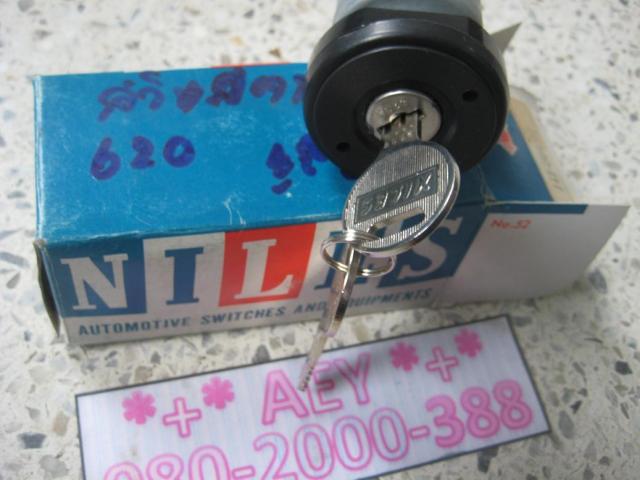 620
NILES
AUTOMOTIVE SWITCHES AND EQUIPMENTS
No.52
NILES
*+* AEY *+*
080-2000-388